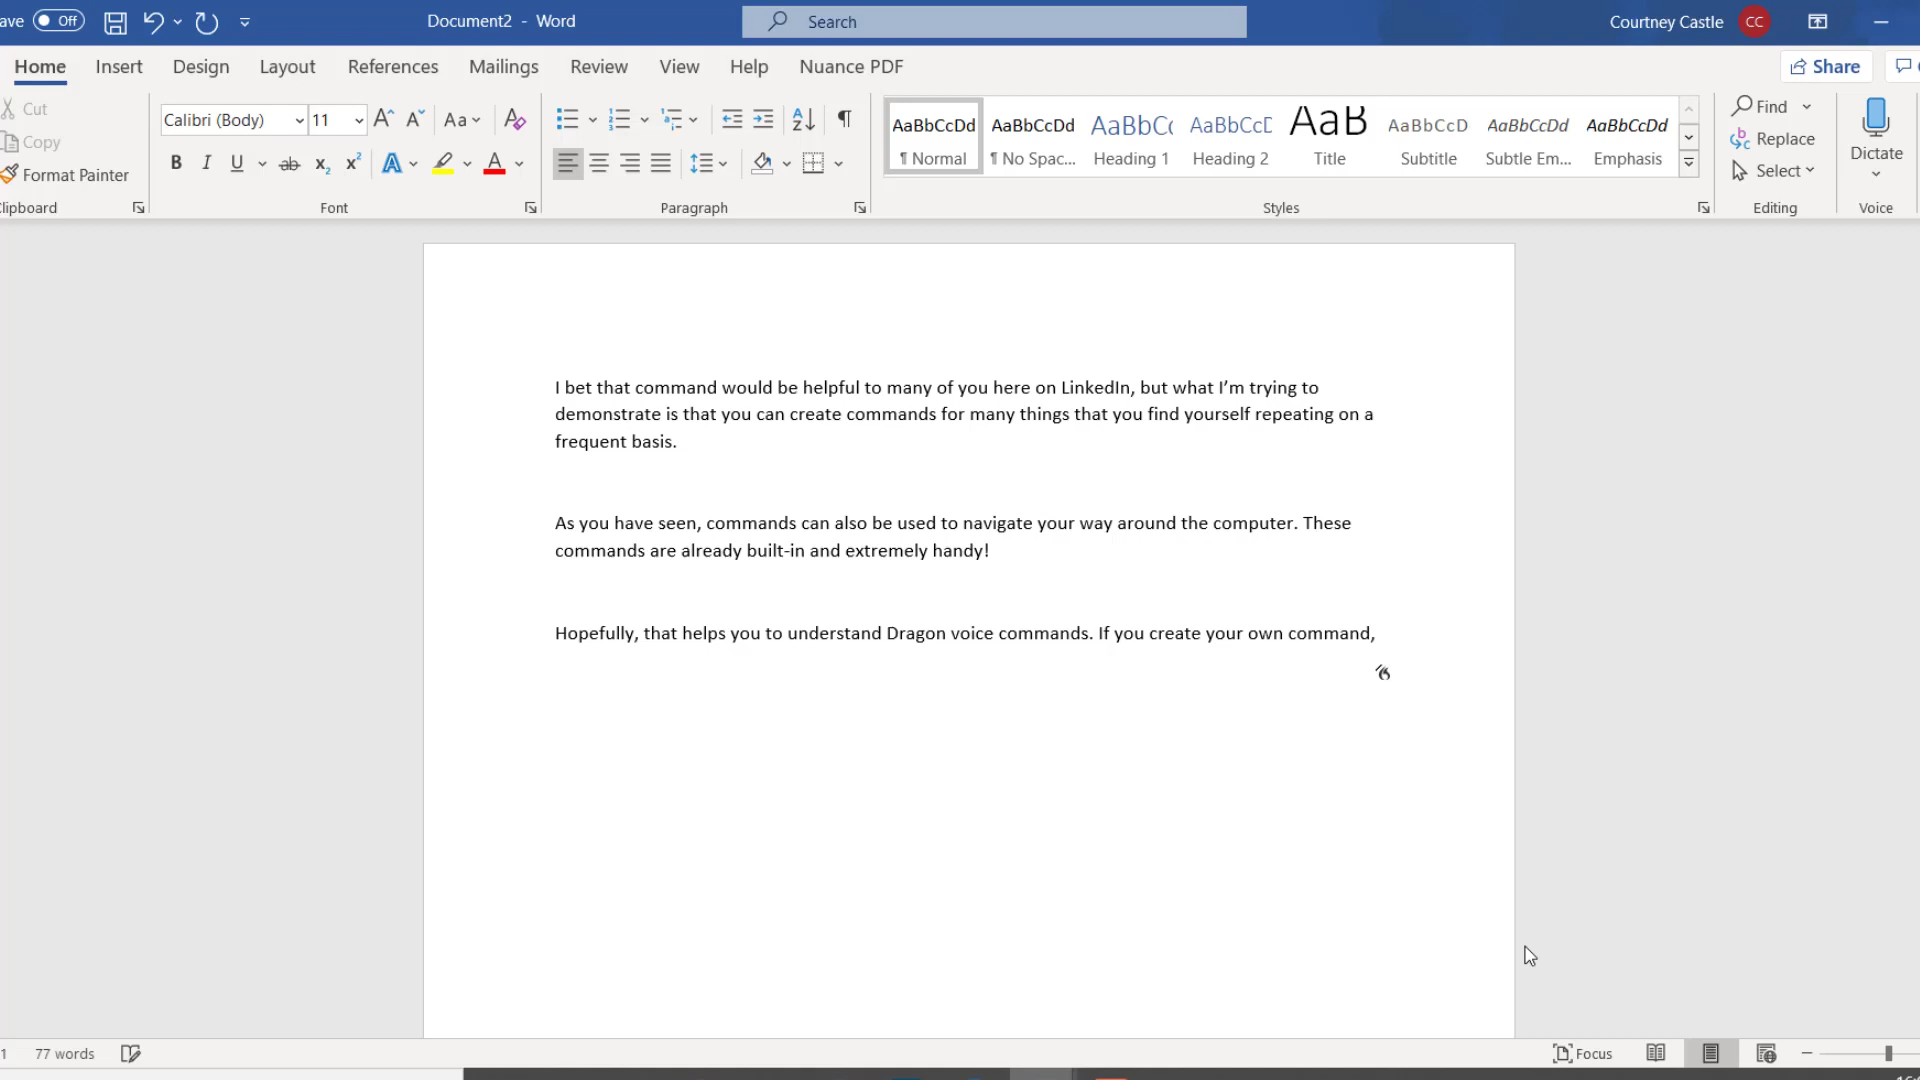 ave Off Document2 - Word Search Courtney Castle CC
Home Insert Design Layout References Mailings Review View Help Nuance PDF Share
Cut Calibri (Body) 11 Aa AaBbCcDd AaBbCcDd AaBbCc AaBbCcD AaB AaBbCcD AaBbCcDd AaBbCcDd Find
Copy ¶ Normal ¶ No Spac... Heading 1 Heading 2 Title Subtitle Subtle Em... Emphasis Replace Dictate
Format Painter B I U ab x₂ x² A A Select
lipboard Font Paragraph Styles Editing Voice
I bet that command would be helpful to many of you here on LinkedIn, but what I’m trying to
demonstrate is that you can create commands for many things that you find yourself repeating on a
frequent basis.
As you have seen, commands can also be used to navigate your way around the computer. These
commands are already built-in and extremely handy!
Hopefully, that helps you to understand Dragon voice commands. If you create your own command,
1 77 words Focus